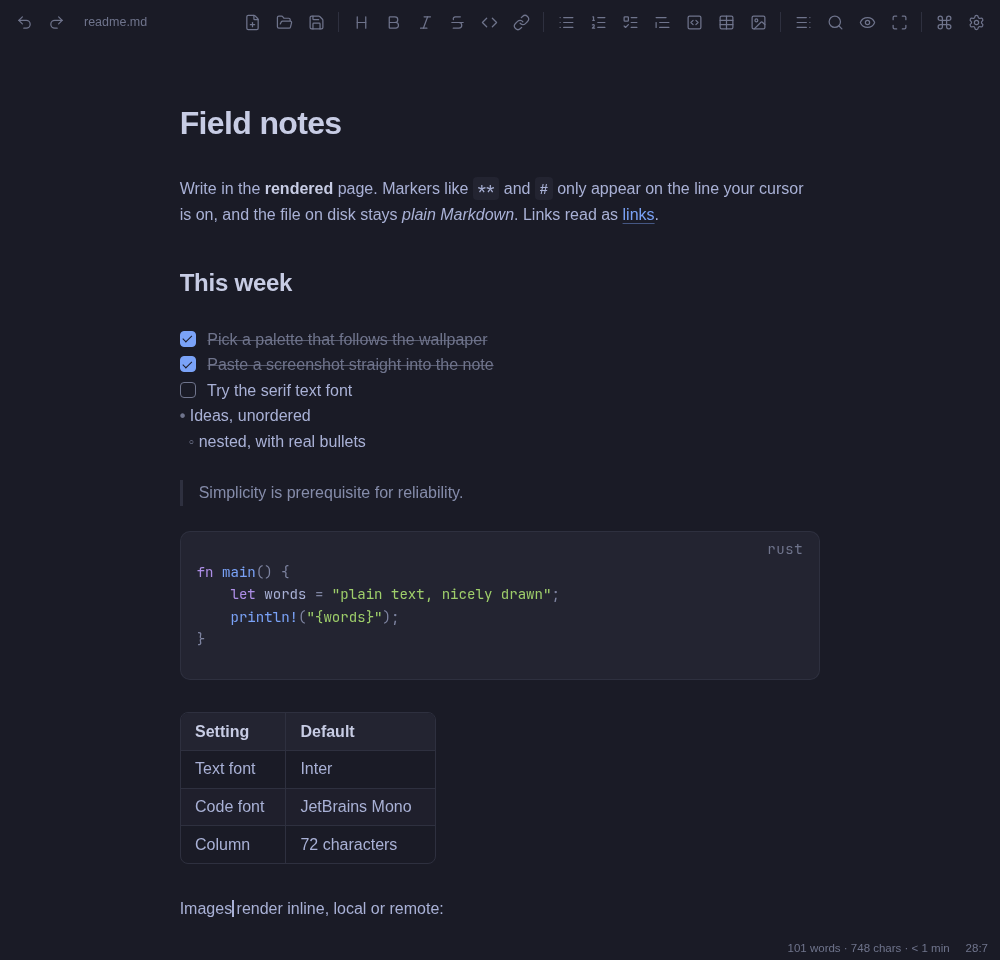 readme.md
Field notes
Write in the rendered page. Markers like ** and # only appear on the line your cursor
is on, and the file on disk stays plain Markdown. Links read as links.
This week
Pick a palette that follows the wallpaper
Paste a screenshot straight into the note
Try the serif text font
• Ideas, unordered
◦ nested, with real bullets
Simplicity is prerequisite for reliability.
rust
fn main() {
    let words = "plain text, nicely drawn";
    println!("{words}");
}
Setting Default
Text font Inter
Code font JetBrains Mono
Column 72 characters
Images render inline, local or remote:
101 words · 748 chars · < 1 min 28:7